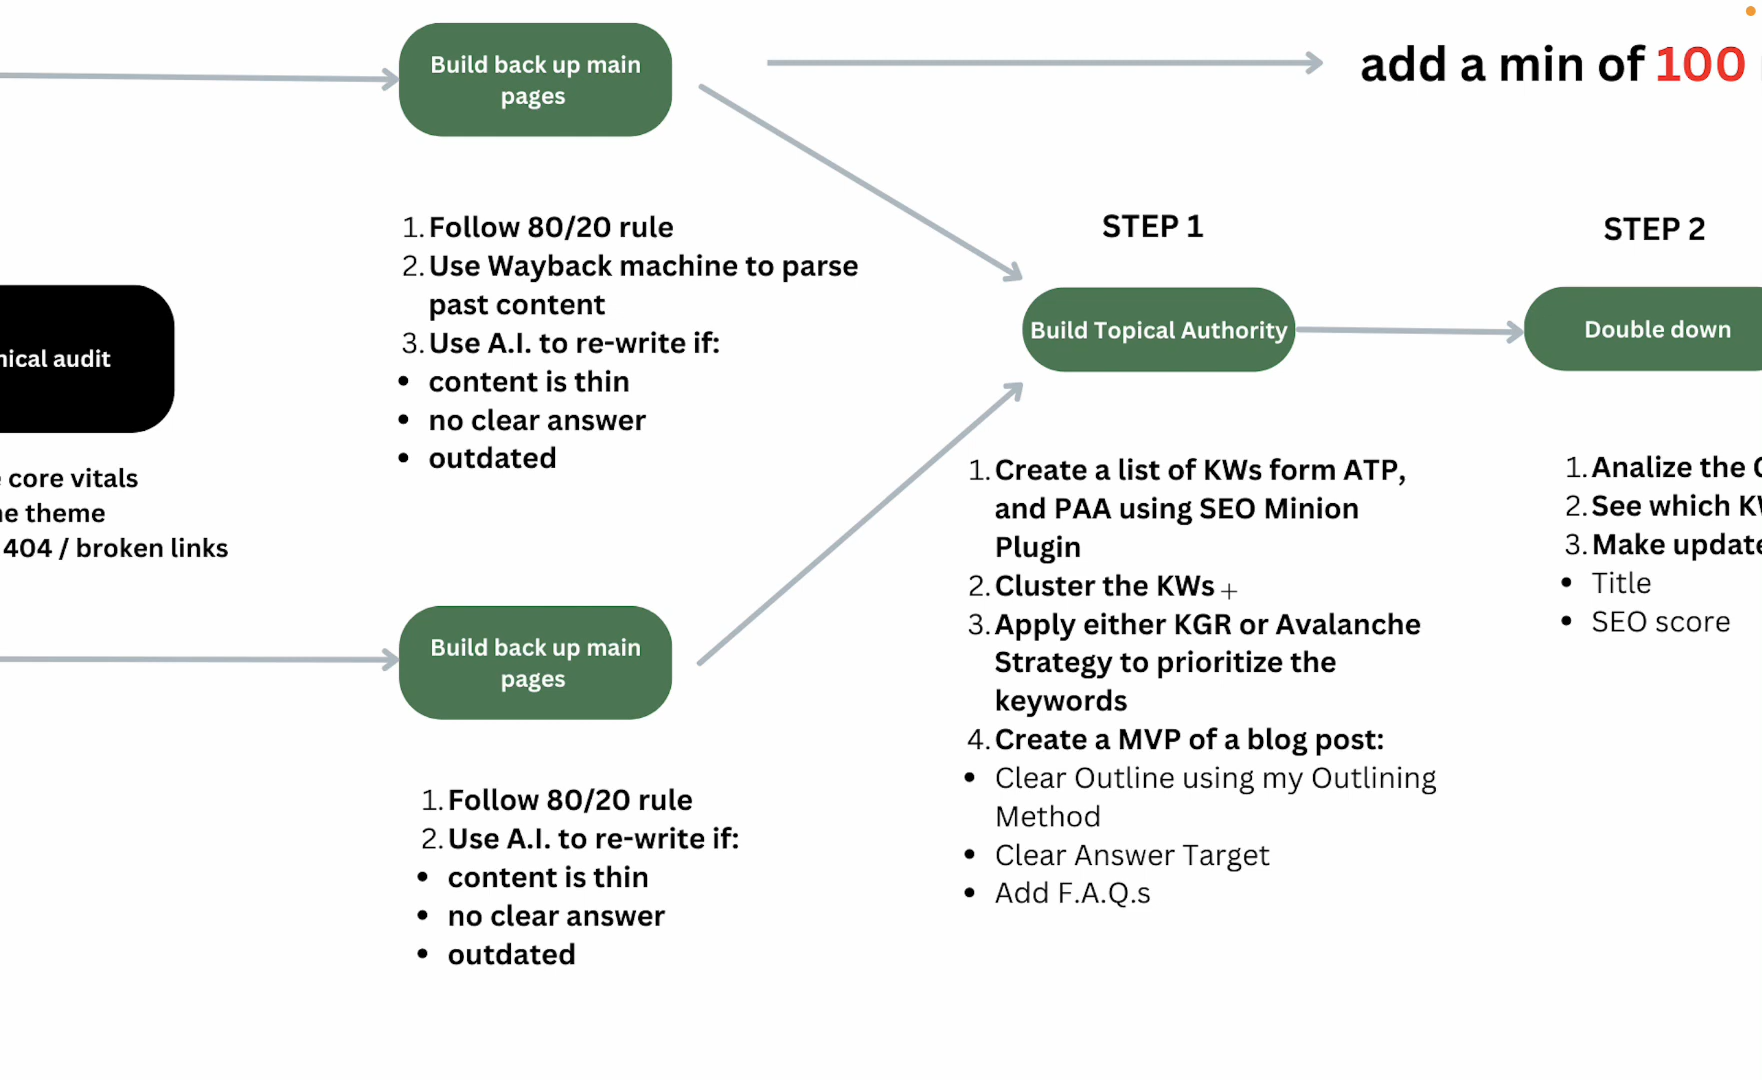 Build back up main
pages
add a min of 100
1. Follow 80/20 rule
2. Use Wayback machine to parse
past content
3. Use A.I. to re-write if:
• content is thin
• no clear answer
• outdated
audit
core vitals
theme
404 / broken links
Build back up main
pages
1. Follow 80/20 rule
2. Use A.I. to re-write if:
• content is thin
• no clear answer
• outdated
STEP 1
Build Topical Authority
1. Create a list of KWs form ATP,
and PAA using SEO Minion
Plugin
2. Cluster the KWs +
3. Apply either KGR or Avalanche
Strategy to prioritize the
keywords
4. Create a MVP of a blog post:
• Clear Outline using my Outlining
Method
• Clear Answer Target
• Add F.A.Q.s
STEP 2
Double down
1. Analize the
2. See which
3. Make
• Title
• SEO score